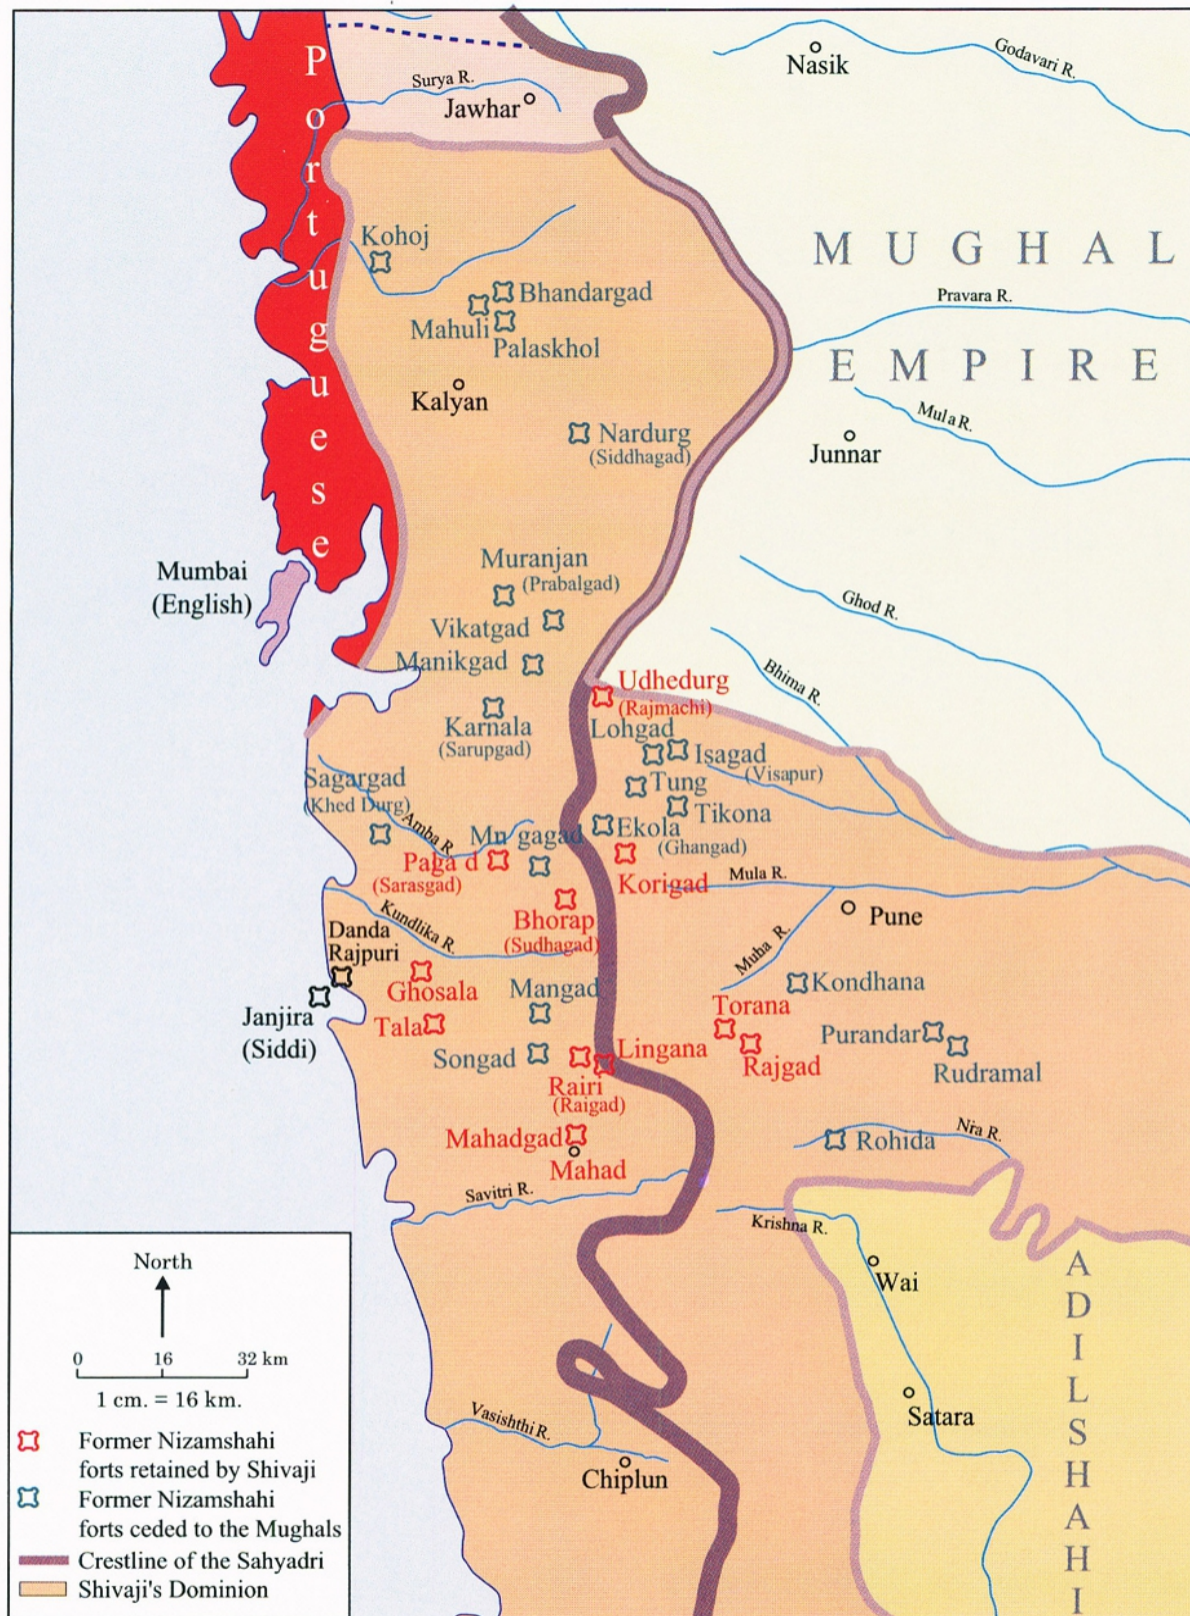 Portuguese
Surya R.
Jawhar
Nasik
Godavari R.
MUGHAL
EMPIRE
Kohoj
Bhandargad
Mahuli
Palaskhol
Pravara R.
Kalyan
Mula R.
Nardurg
(Siddhagad)
Junnar
Muranjan
(Prabalgad)
Mumbai
(English)
Vikatgad
Ghod R.
Manikgad
Bhima R.
Udhedurg
(Rajmachi)
Karnala
(Sarupgad)
Lohgad
Isagad
(Visapur)
Sagargad
(Khed Durg)
Tung
Tikona
Amba R.
Mn gagad
Ekola
(Ghangad)
Paga d
(Sarasgad)
Korigad
Mula R.
Kundlika R.
Bhorap
(Sudhagad)
Pune
Danda
Rajpuri
Muha R.
Ghosala
Mangad
Kondhana
Janjira
(Siddi)
Tala
Torana
Songad
Lingana
Rajgad
Purandar
Rudramal
Rairi
(Raigad)
Mahadgad
Mahad
Rohida
Nra R.
Savitri R.
Krishna R.
Wai
ADILSHAHI
Satara
Vasishthi R.
Chiplun
North
0 16 32 km
1 cm. = 16 km.
Former Nizamshahi
forts retained by Shivaji
Former Nizamshahi
forts ceded to the Mughals
Crestline of the Sahyadri
Shivaji's Dominion